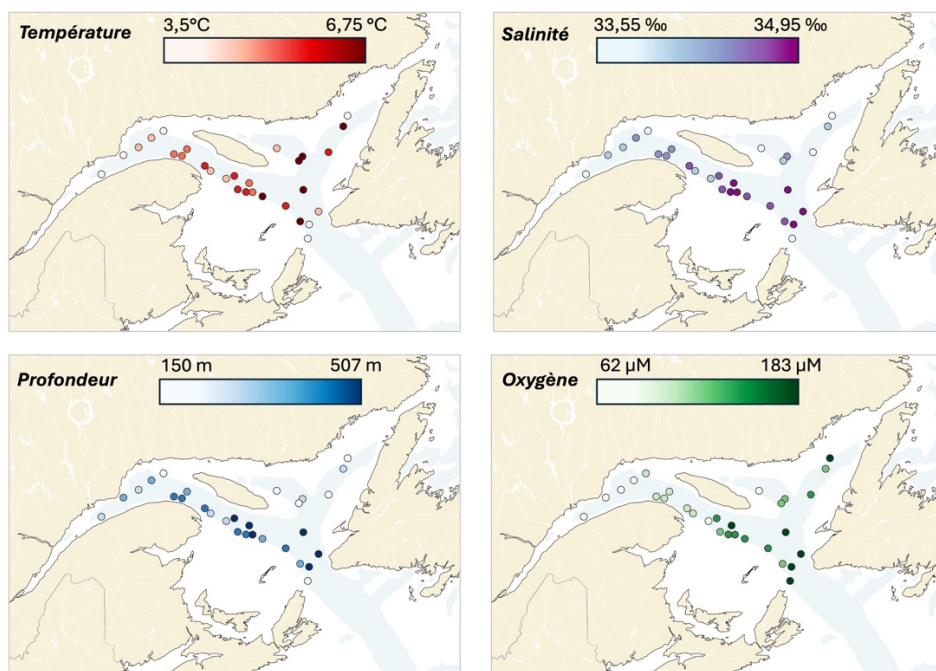 Température
3,5°C 6,75 °C
Salinité
33,55 ‰ 34,95 ‰
Profondeur
150 m 507 m
Oxygène
62 µM 183 µM